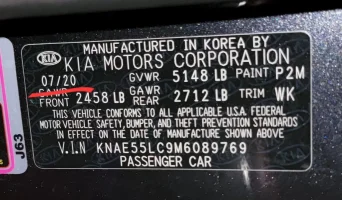 MANUFACTURED IN KOREA BY
KIA KIA MOTORS CORPORATION
07/20 GVWR 5148 LB PAINT P2M
GAWR FRONT 2458 LB GAWR REAR 2712 LB TRIM WK
THIS VEHICLE CONFORMS TO ALL APPLICABLE U.S.A. FEDERAL
MOTOR VEHICLE SAFETY, BUMPER, AND THEFT PREVENTION STANDARDS
IN EFFECT ON THE DATE OF MANUFACTURE SHOWN ABOVE.
V.I.N KNAE55LC9M6089769
PASSENGER CAR
J63